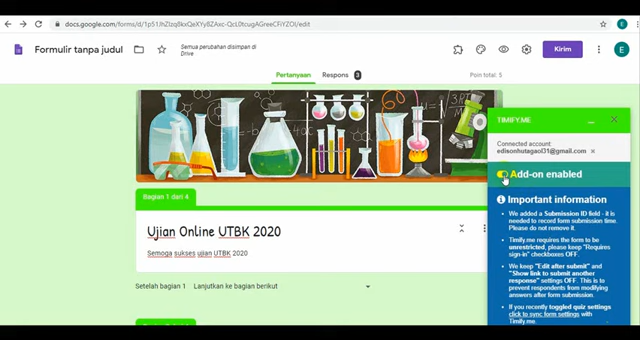 docs.google.com/forms/d/1p51JhZlzq8kxQeXYyBZAxc-QcL0tcugAGreeCFiYZOI/edit
Formulir tanpa judul
Semua perubahan disimpan di
Drive
Kirim
E
E
Pertanyaan
Respons 3
Poin total: 5
Bagian 1 dari 4
Ujian Online UTBK 2020
Semoga sukses ujian UTBK 2020
Setelah bagian 1 Lanjutkan ke bagian berikut
TIMIFY.ME
Connected account:
edisonhutagaol31@gmail.com
Add-on enabled
Important information
We added a Submission ID field - it is
needed to record form submission time.
Please do not remove it.
Timify.me requires the form to be
unrestricted, please keep "Requires
sign-in" checkboxes OFF.
We keep "Edit after submit" and
"Show link to submit another
response" settings OFF. This is to
prevent respondents from modifying
answers after form submission.
If you recently toggled quiz settings
click to sync form settings with
Timify.me.